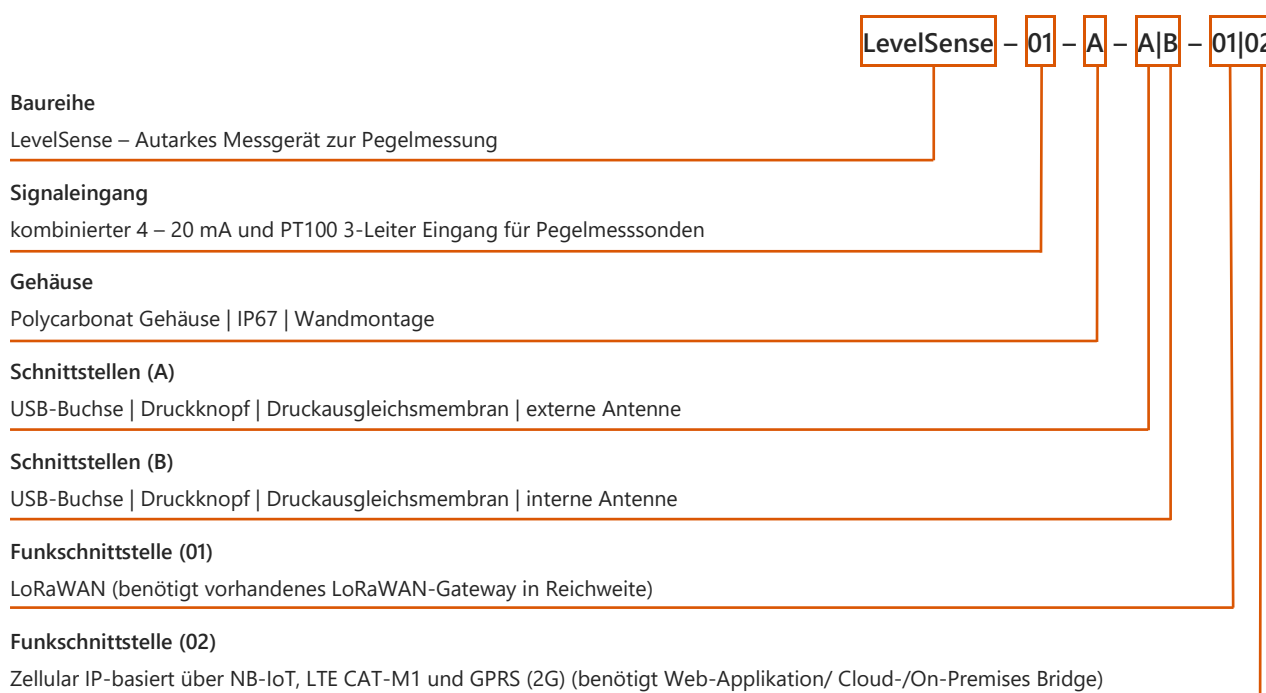 LevelSense – 01 – A – A|B – 01|02
Baureihe
LevelSense – Autarkes Messgerät zur Pegelmessung
Signaleingang
kombinierter 4 – 20 mA und PT100 3-Leiter Eingang für Pegelmesssonden
Gehäuse
Polycarbonat Gehäuse | IP67 | Wandmontage
Schnittstellen (A)
USB-Buchse | Druckknopf | Druckausgleichsmembran | externe Antenne
Schnittstellen (B)
USB-Buchse | Druckknopf | Druckausgleichsmembran | interne Antenne
Funkschnittstelle (01)
LoRaWAN (benötigt vorhandenes LoRaWAN-Gateway in Reichweite)
Funkschnittstelle (02)
Zellular IP-basiert über NB-IoT, LTE CAT-M1 und GPRS (2G) (benötigt Web-Applikation/ Cloud-/On-Premises Bridge)